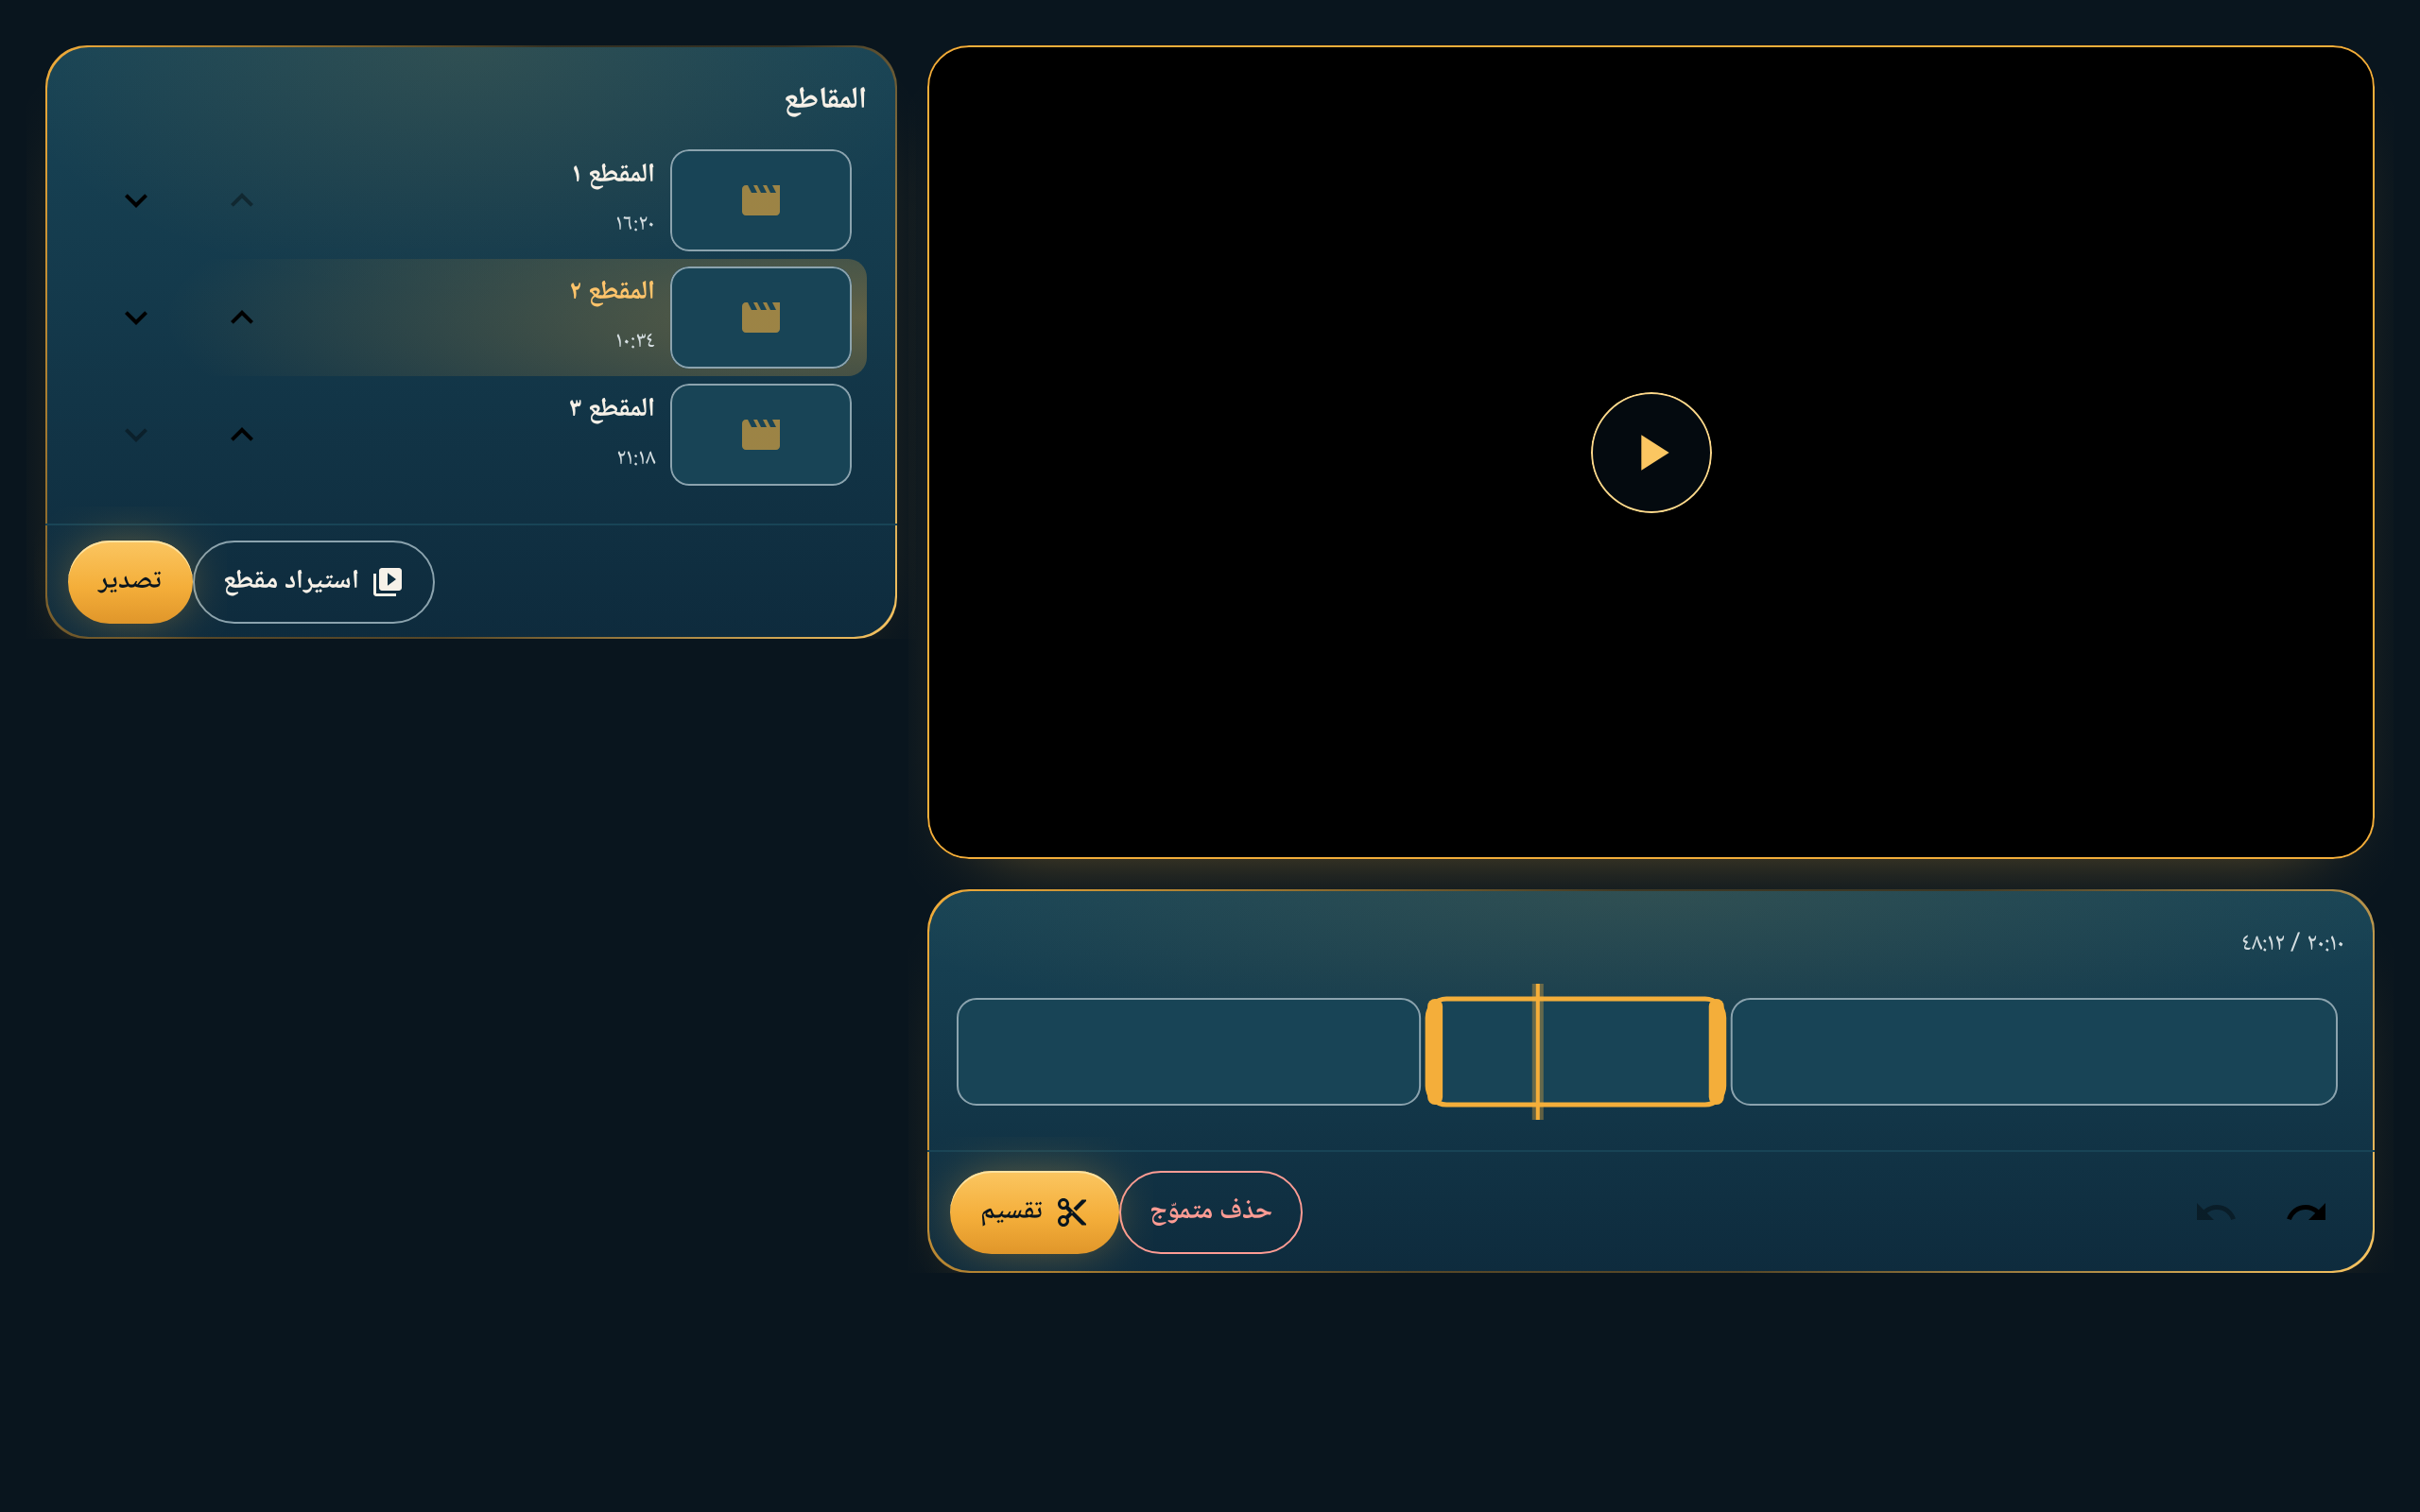 المقاطع
المقطع ١
١٦:٢٠
المقطع ٢
١٠:٣٤
المقطع ٣
٢١:١٨
استيراد مقطع
تصدير
٢٠:١٠ / ٤٨:١٢
حذف متموّج
تقسيم